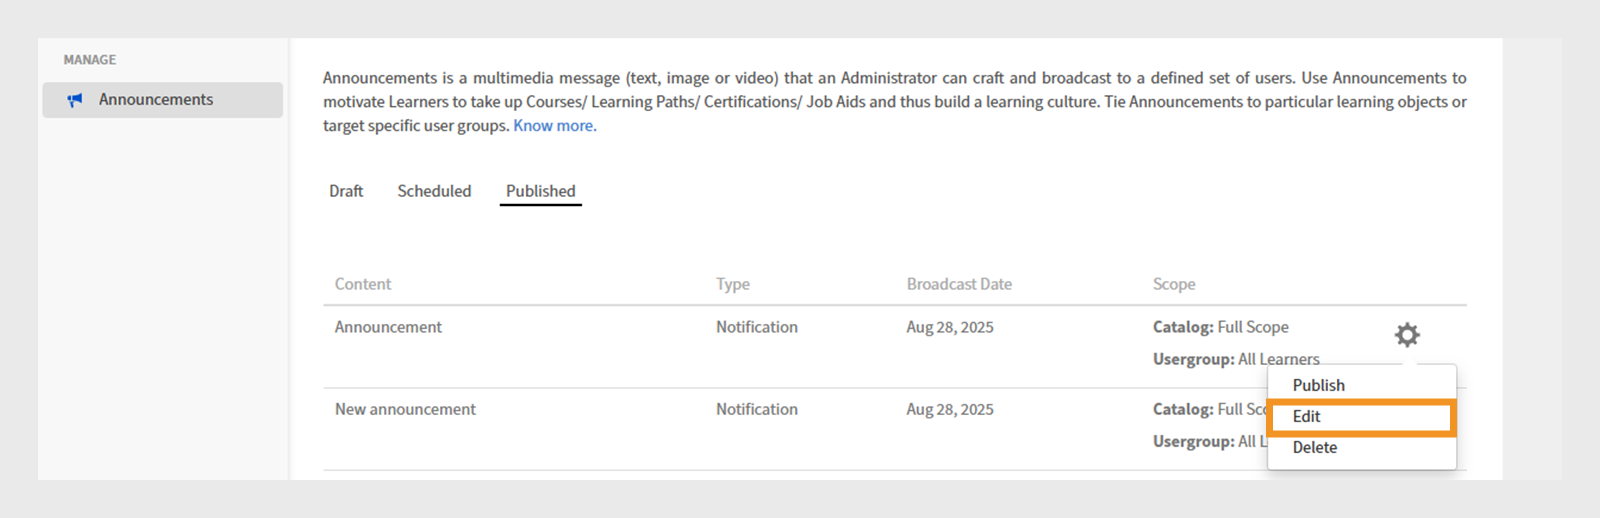 MANAGE
Announcements
Announcements is a multimedia message (text, image or video) that an Administrator can craft and broadcast to a defined set of users. Use Announcements to
motivate Learners to take up Courses/ Learning Paths/ Certifications/ Job Aids and thus build a learning culture. Tie Announcements to particular learning objects or
target specific user groups. Know more.
Draft Scheduled Published
Content Type Broadcast Date Scope
Announcement Notification Aug 28, 2025 Catalog: Full Scope
Usergroup: All Learners
Publish
New announcement Notification Aug 28, 2025 Catalog: Full
Edit
Usergroup: All
Delete